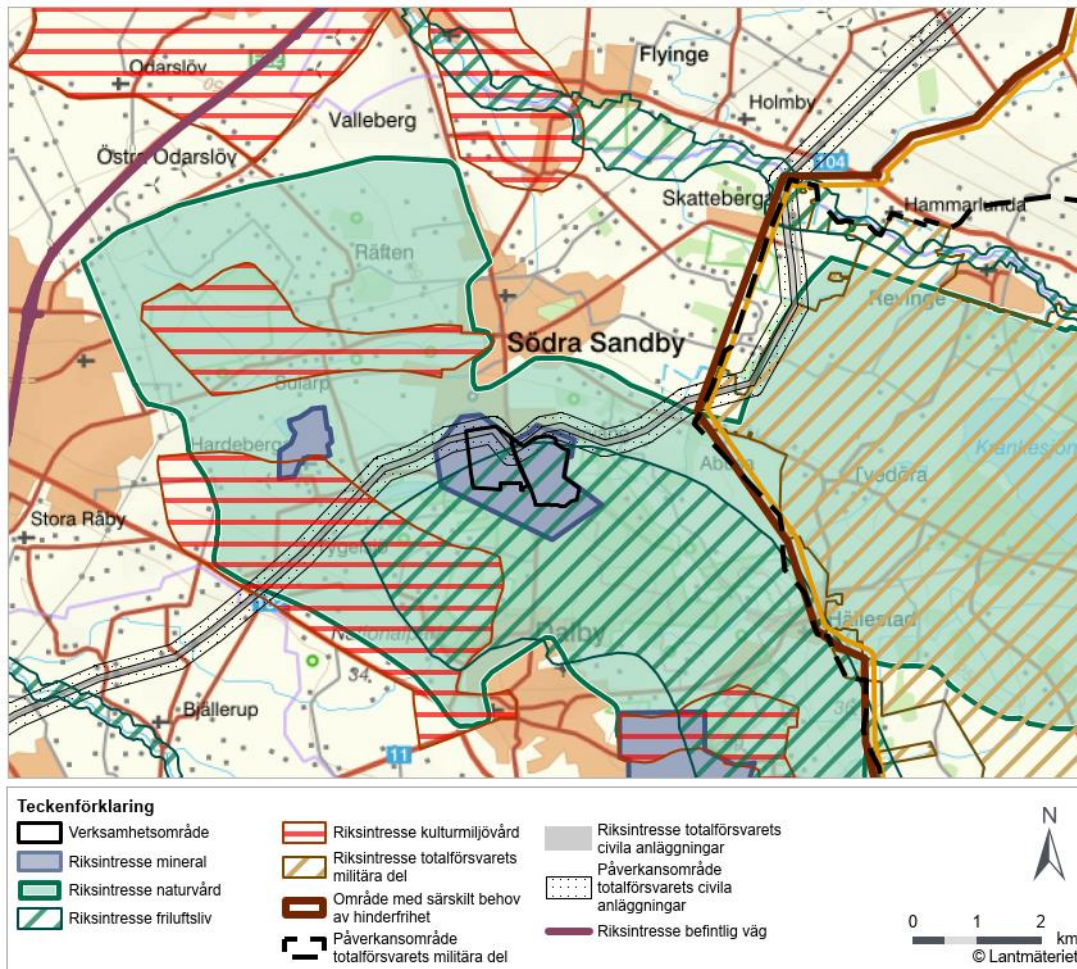 Flyinge
Odarslöv
Holmby
Valleberg
Östra Odarslöv
104
Skatteberga
Hammarlunda
Räften
Revinge
Södra Sandby
Sularp
Krankesjön
Hardeberga
Tvedöra
Stora Råby
Hällestad
Dalby
Nationalpark
34
Bjällerup
11
Teckenförklaring
Verksamhetsområde
Riksintresse mineral
Riksintresse naturvård
Riksintresse friluftsliv
Riksintresse kulturmiljövård
Riksintresse totalförsvarets
militära del
Område med särskilt behov
av hinderfrihet
Påverkansområde
totalförsvarets militära del
Riksintresse totalförsvarets
civila anläggningar
Påverkansområde
totalförsvarets civila
anläggningar
Riksintresse befintlig väg
N
0 1 2
km
© Lantmäteriet